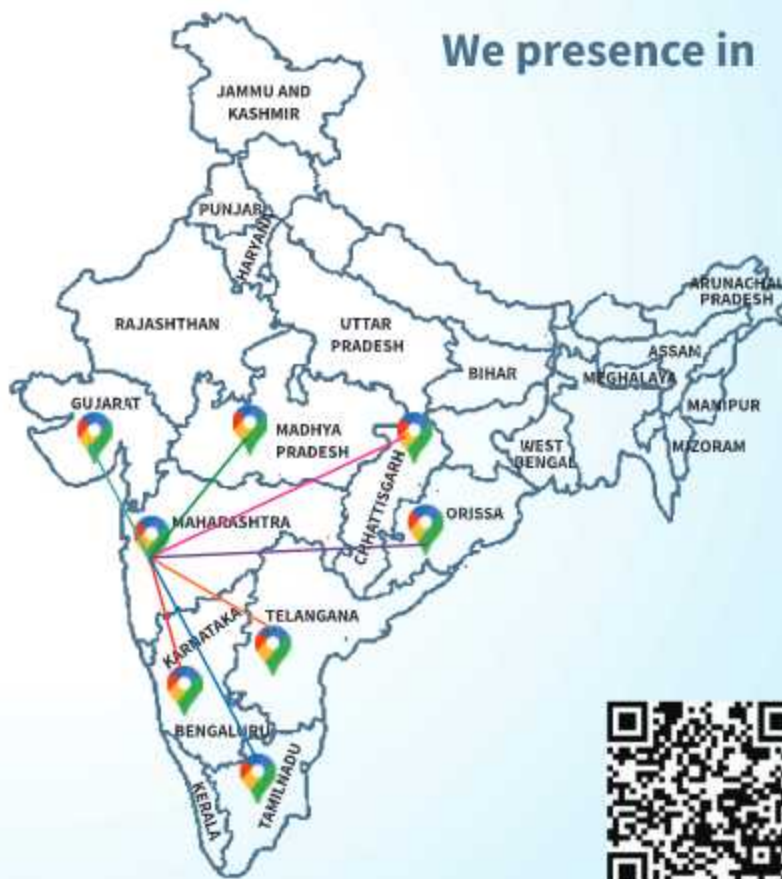 We presence in
JAMMU AND
KASHMIR
PUNJAB
HARYANA
RAJASHTHAN
UTTAR
PRADESH
ARUNACHAL
PRADESH
ASSAM
BIHAR
MEGHALAYA
GUJARAT
MANIPUR
MADHYA
PRADESH
WEST
BENGAL
MIZORAM
CHHATTISGARH
ORISSA
MAHARASHTRA
TELANGANA
KARNATAKA
BENGALURU
TAMILNADU
KERALA